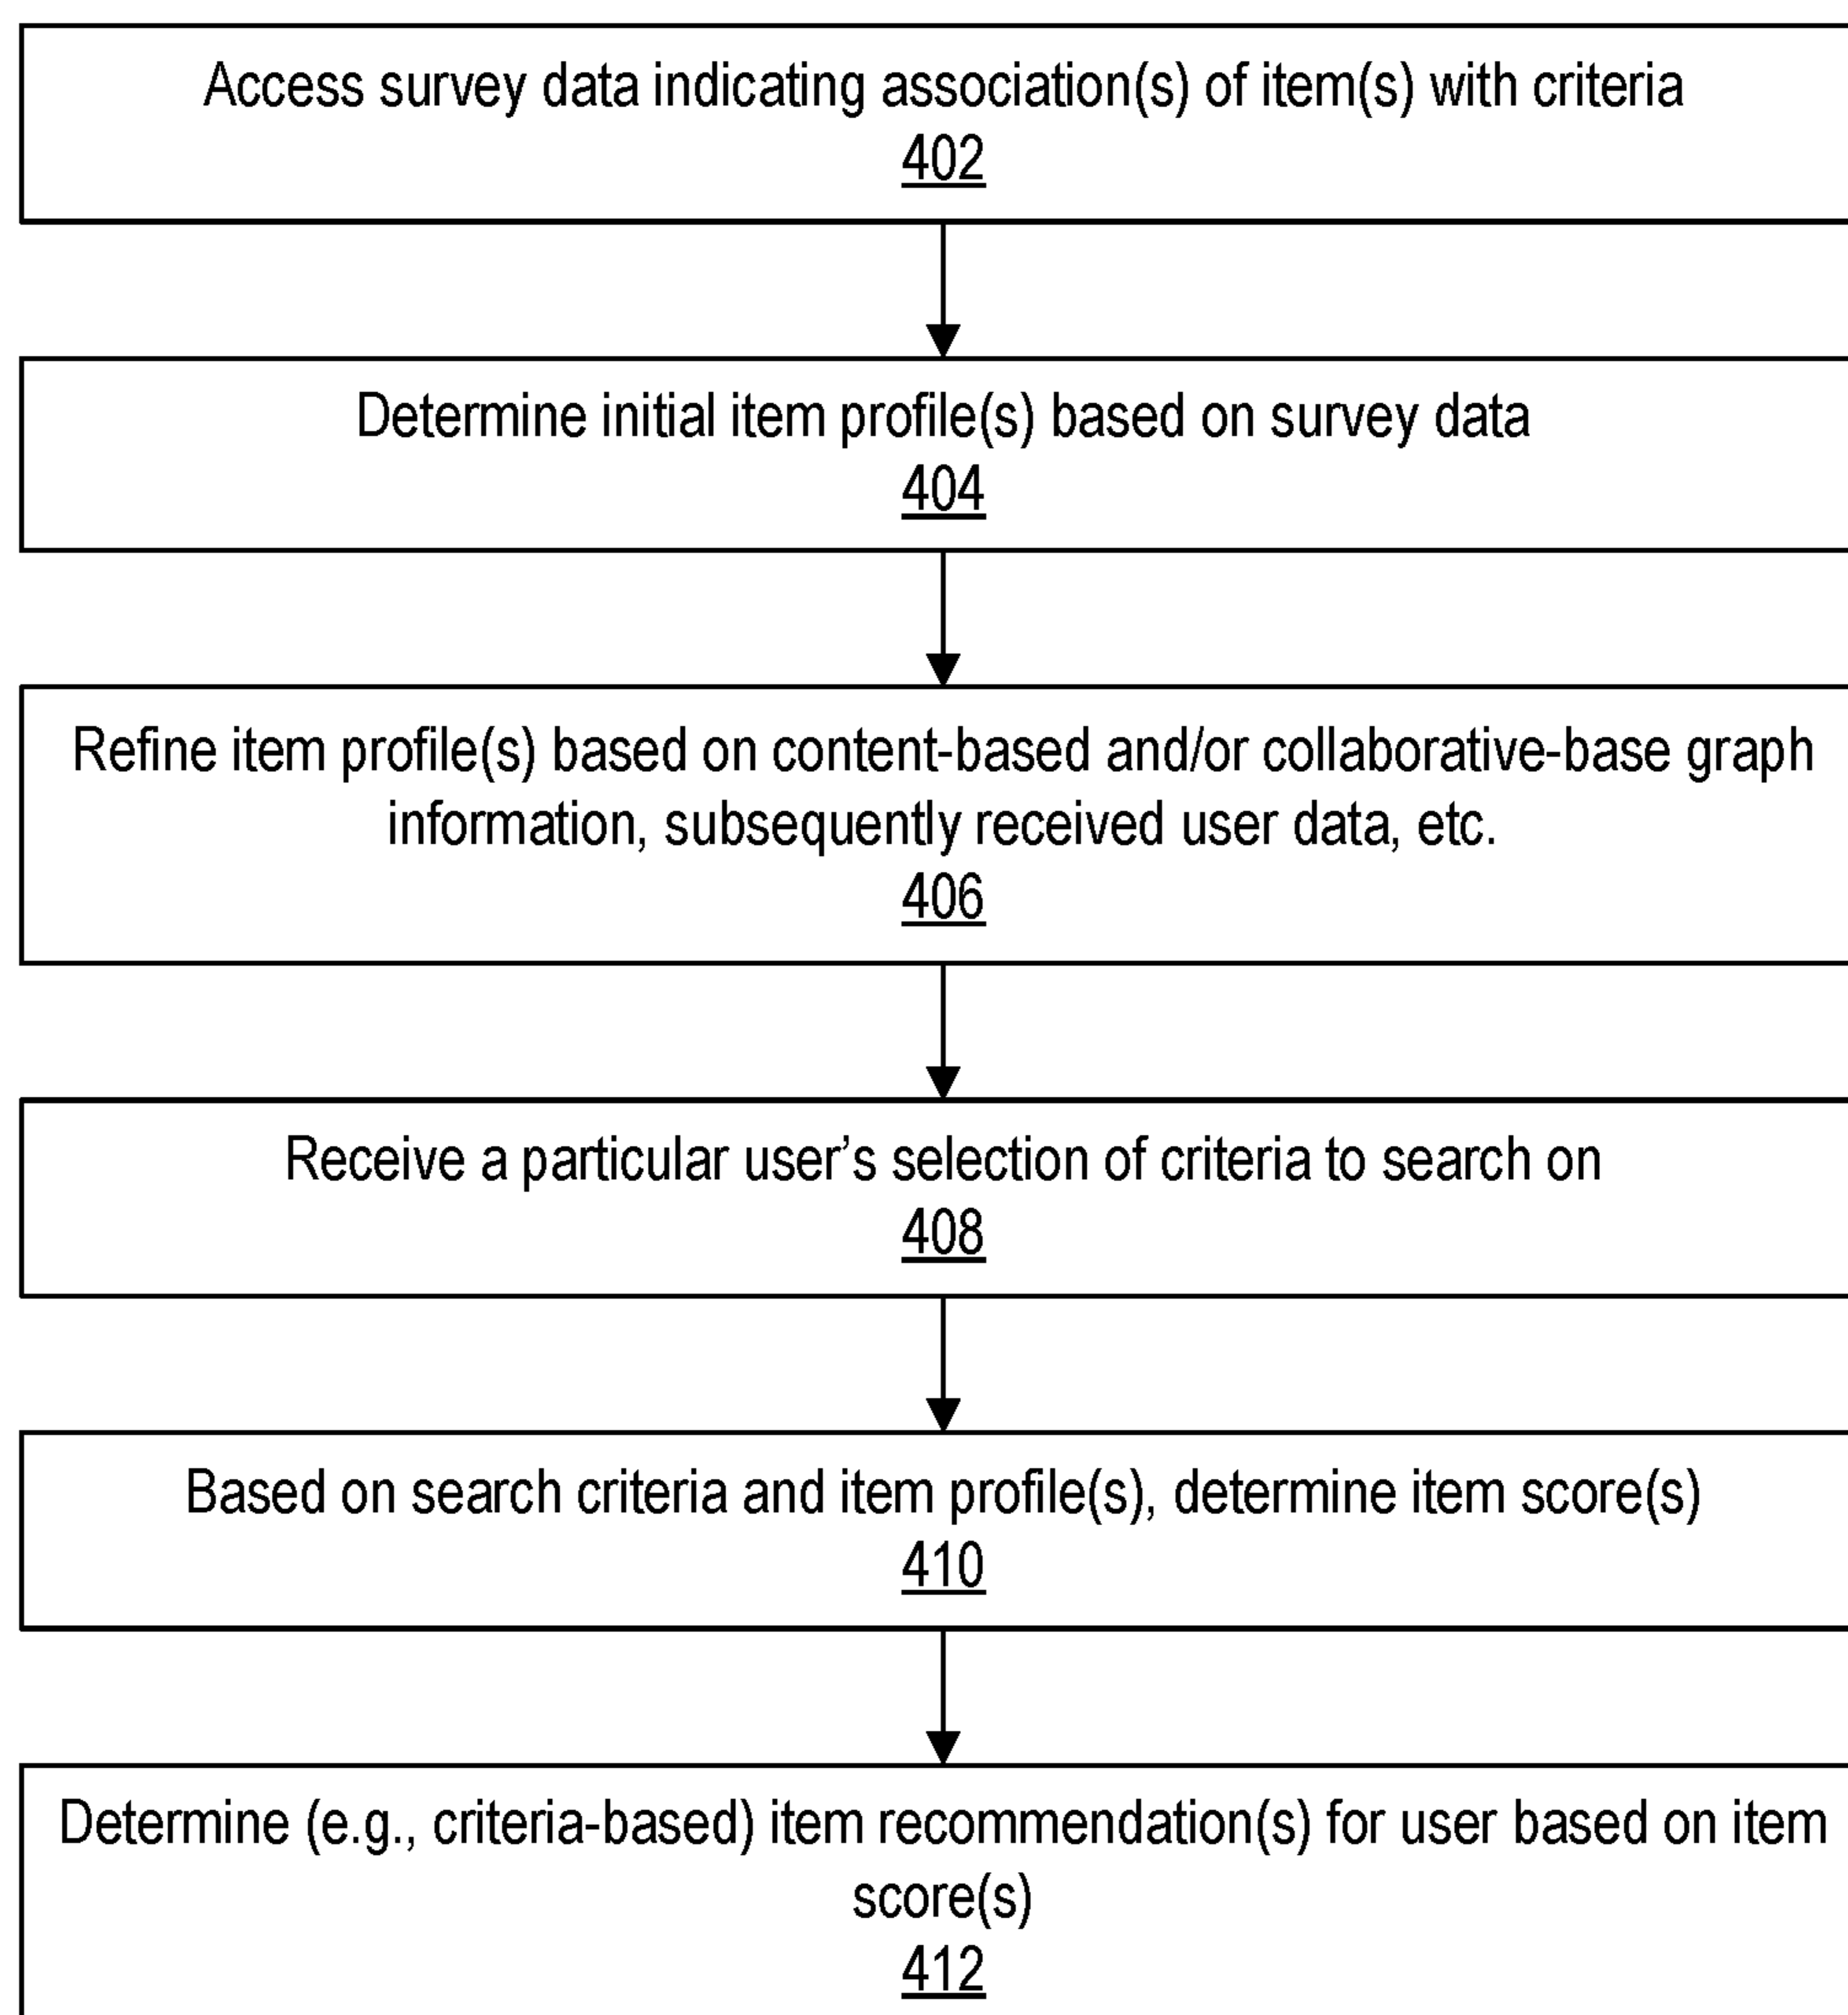 Access survey data indicating association(s) of item(s) with criteria
402
Determine initial item profile(s) based on survey data
404
Refine item profile(s) based on content-based and/or collaborative-base graph
information, subsequently received user data, etc.
406
Receive a particular user’s selection of criteria to search on
408
Based on search criteria and item profile(s), determine item score(s)
410
Determine (e.g., criteria-based) item recommendation(s) for user based on item
score(s)
412